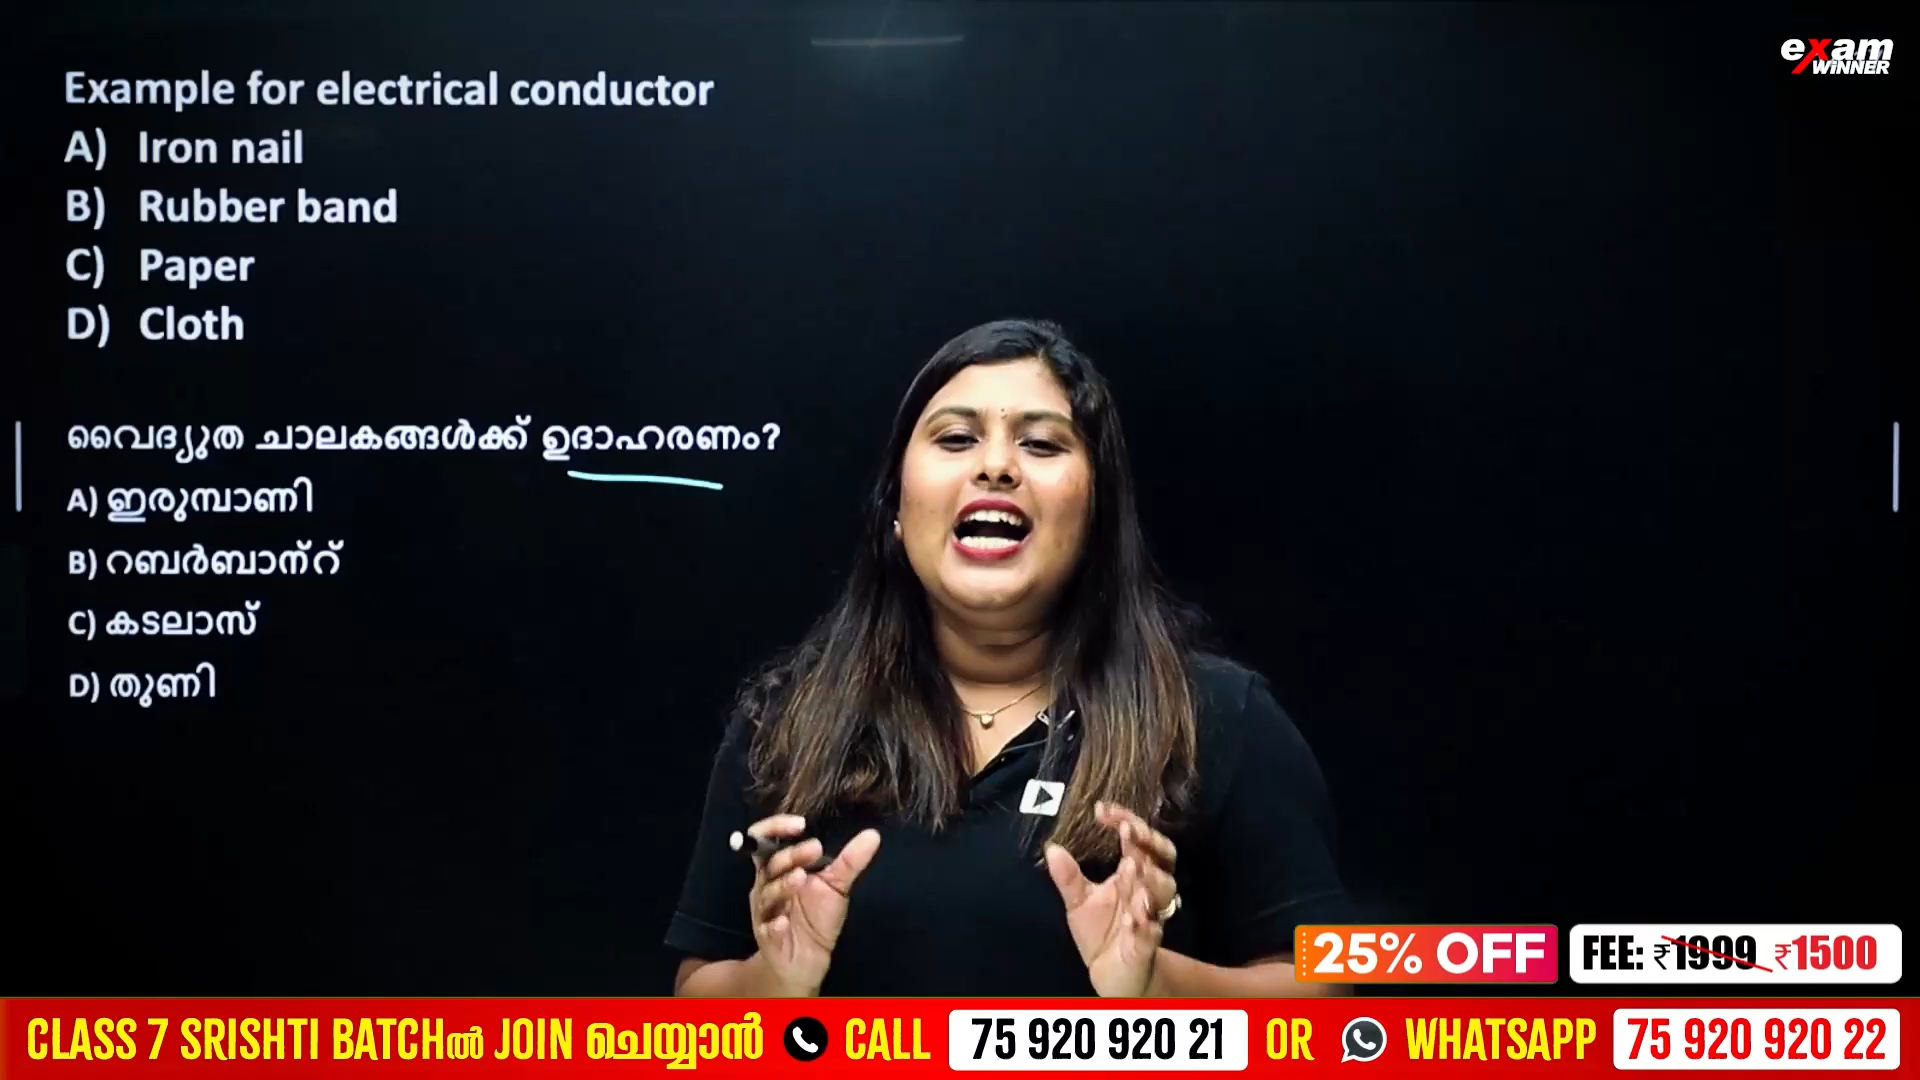 exam
WINNER
Example for electrical conductor
A) Iron nail
B) Rubber band
C) Paper
D) Cloth
വൈദ്യുത ചാലകങ്ങൾക്ക് ഉദാഹരണം?
A) ഇരുമ്പാണി
B) റബർബാന്റ്
C) കടലാസ്
D) തുണി
25% OFF
FEE: ₹1999 ₹1500
CLASS 7 SRISHTI BATCHൽ JOIN ചെയ്യാൻ CALL 75 920 920 21 OR WHATSAPP 75 920 920 22